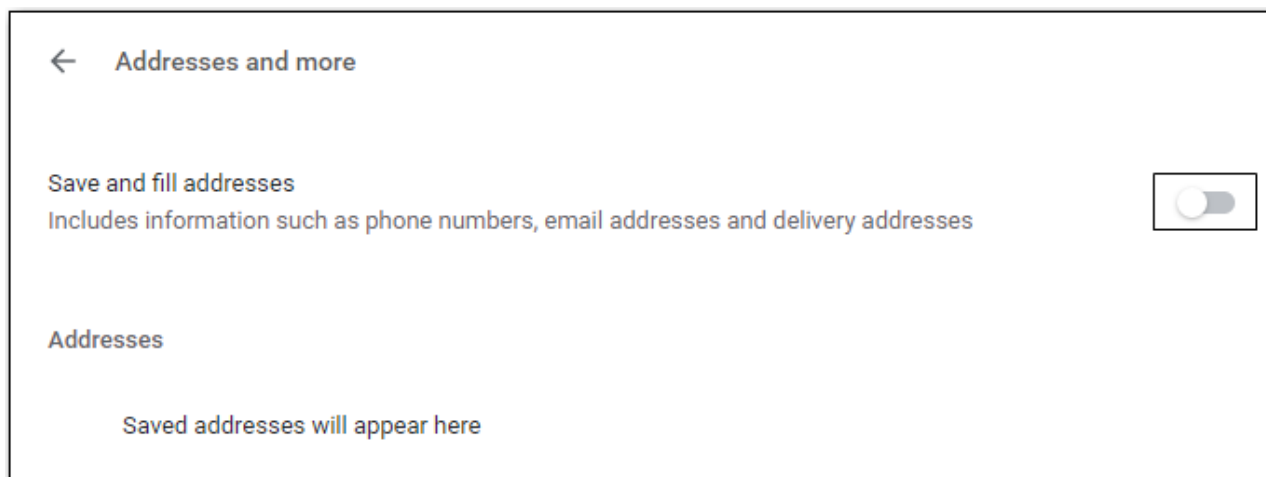 Addresses and more
Save and fill addresses
Includes information such as phone numbers, email addresses and delivery addresses
Addresses
Saved addresses will appear here